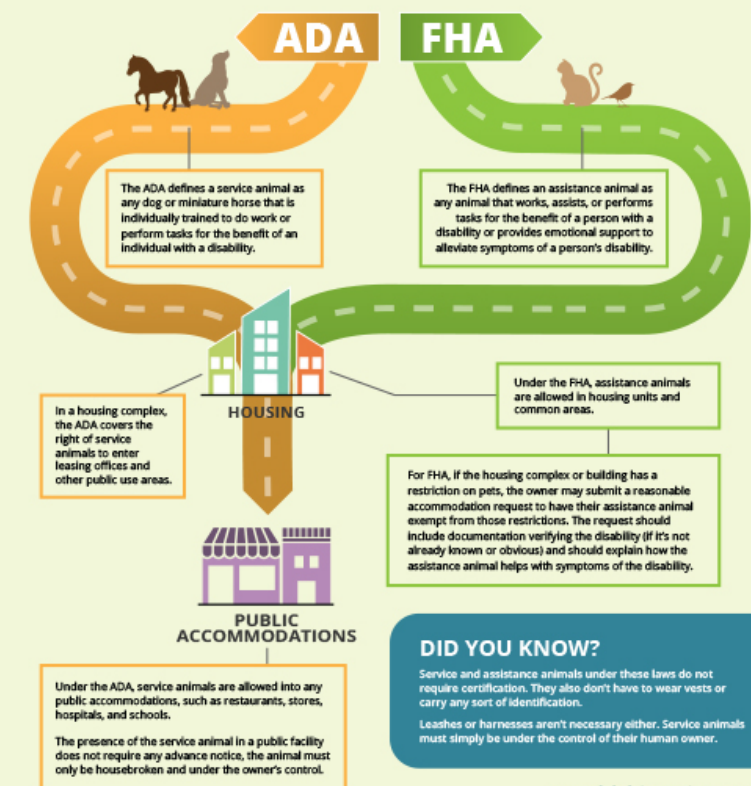 ADA
FHA
The ADA defines a service animal as
any dog or miniature horse that is
individually trained to do work or
perform tasks for the benefit of an
individual with a disability.
The FHA defines an assistance animal as
any animal that works, assists, or performs
tasks for the benefit of a person with a
disability or provides emotional support to
alleviate symptoms of a person's disability.
HOUSING
In a housing complex,
the ADA covers the
right of service
animals to enter
leasing offices and
other public use areas.
Under the FHA, assistance animals
are allowed in housing units and
common areas.
For FHA, if the housing complex or building has a
restriction on pets, the owner may submit a reasonable
accommodation request to have their assistance animal
exempt from those restrictions. The request should
include documentation verifying the disability (if it's not
already known or obvious) and should explain how the
assistance animal helps with symptoms of the disability.
PUBLIC
ACCOMMODATIONS
Under the ADA, service animals are allowed into any
public accommodations, such as restaurants, stores,
hospitals, and schools.
The presence of the service animal in a public facility
does not require any advance notice, the animal must
only be housebroken and under the owner's control.
DID YOU KNOW?
Service and assistance animals under these laws do not
require certification. They also don't have to wear vests or
carry any sort of identification.
Leashes or harnesses aren't necessary either. Service animals
must simply be under the control of their human owner.